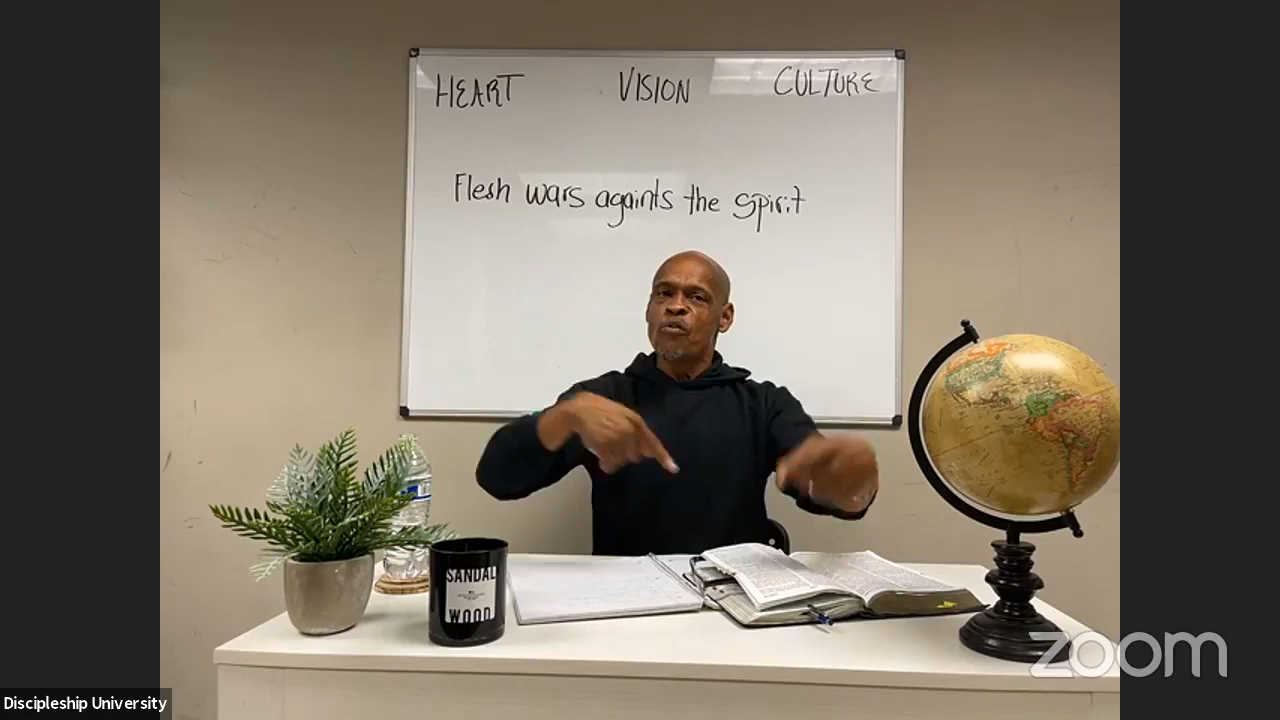 HEART VISION CULTURE
Flesh wars againts the spirit
SANDAL
WOOD
zoom
Discipleship University